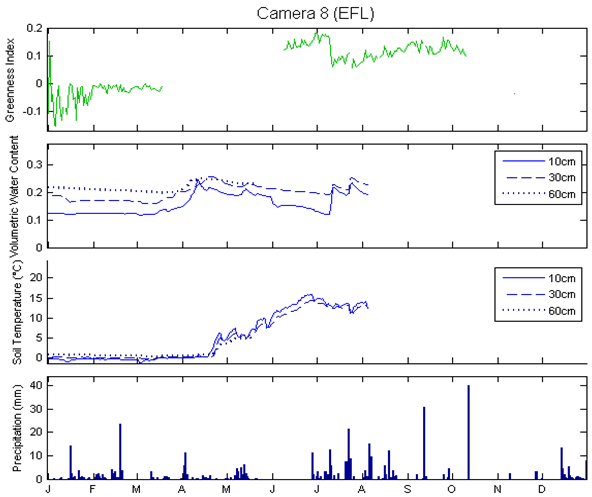 Camera 8 (EFL)
Greenness Index
0.2
0.1
0
-0.1
Volumetric Water Content
0.3
0.2
0.1
0
10cm
30cm
60cm
Soil Temperature (°C)
20
15
10
5
0
10cm
30cm
60cm
Precipitation (mm)
40
30
20
10
0
J F M A M J J A S O N D